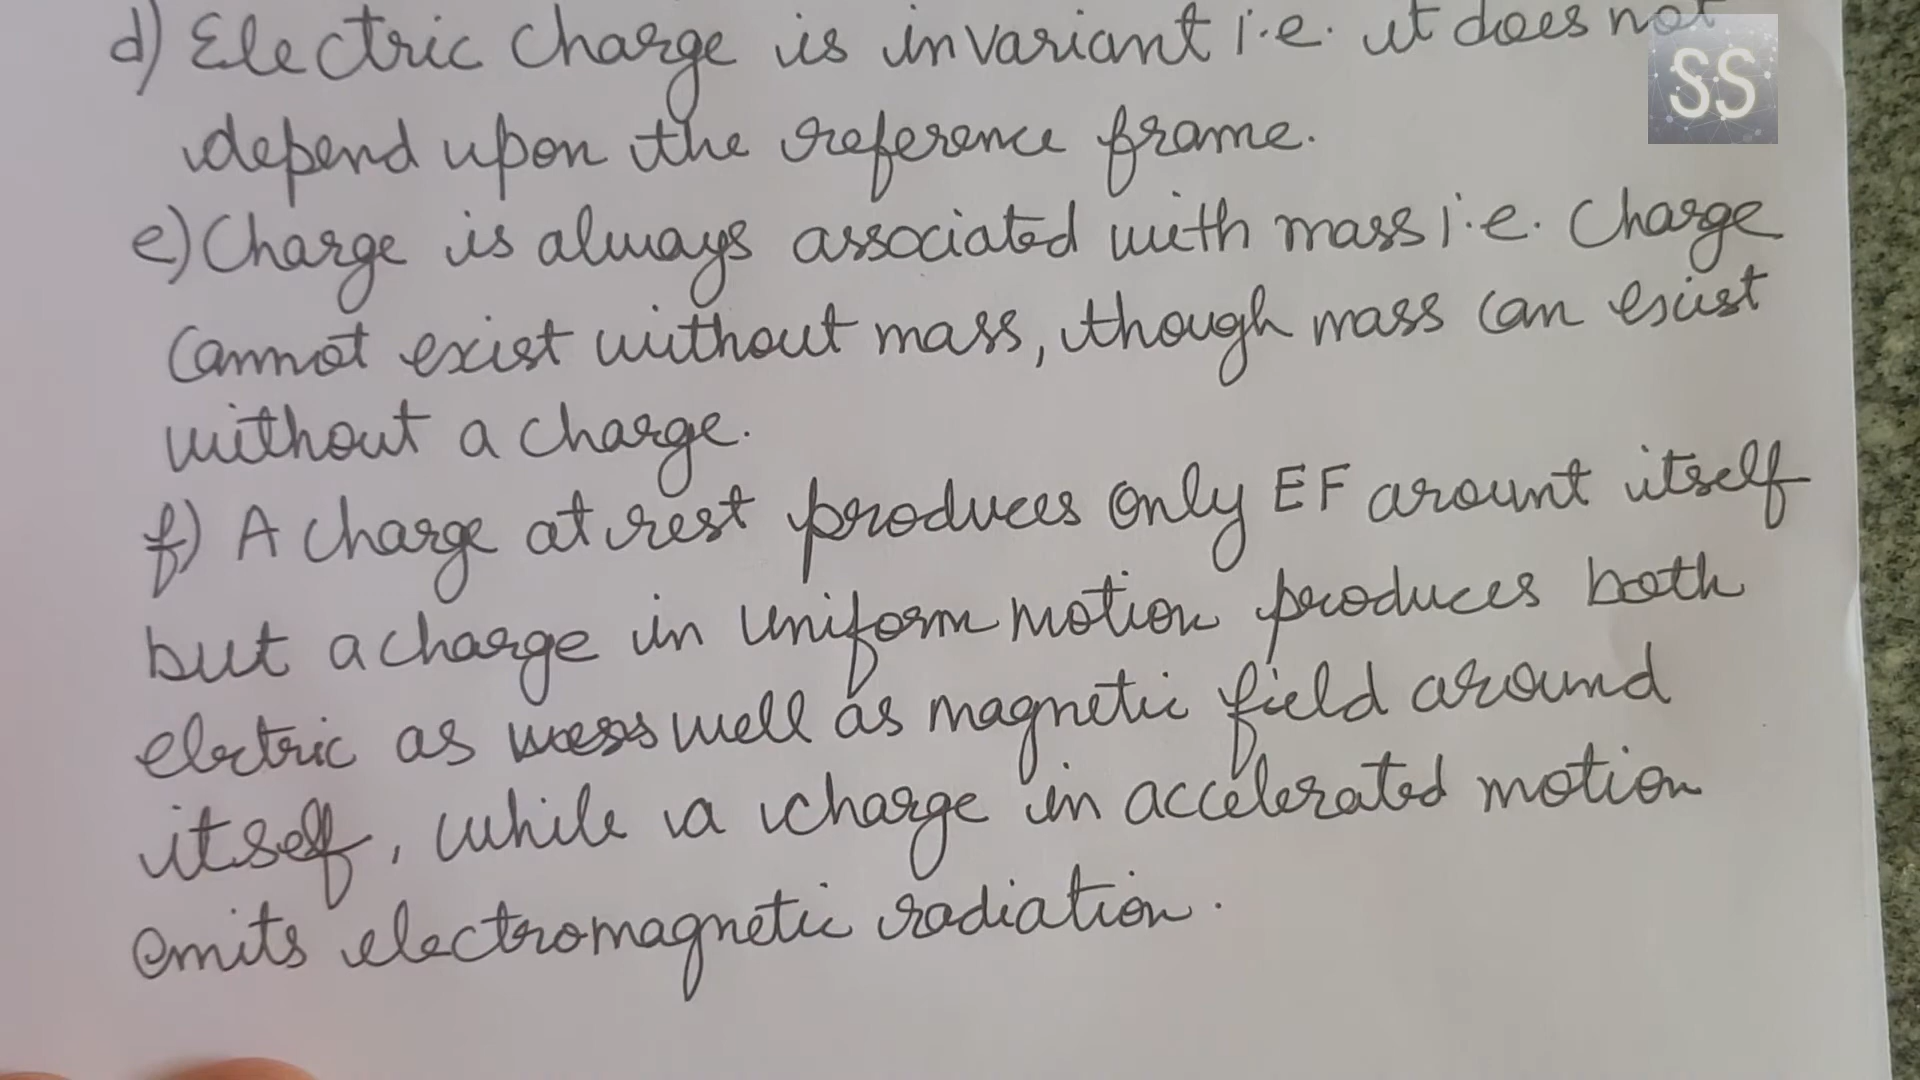 d) Electric charge is invariant i.e. it does not
SS
depend upon the reference frame.
e) Charge is always associated with mass i.e. Charge
Cannot exist without mass, though mass can exist
without a charge.
f) A charge at rest produces only EF arount itself
but a charge in uniform motion produces both
electric as well as magnetic field around
itself, while a charge in accelerated motion
emits electromagnetic radiation.